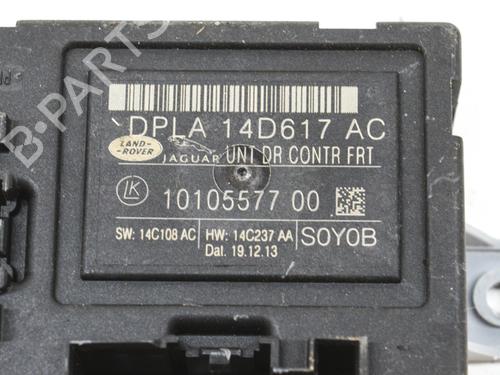 DPLA 14D617 AC
LAND-
-ROVER
JAGUAR UNT DR CONTR FRT
LK 10105577 00
SW: 14C108 AC HW: 14C237 AA S0Y0B
Dat. 19.12.13
B-PARTS